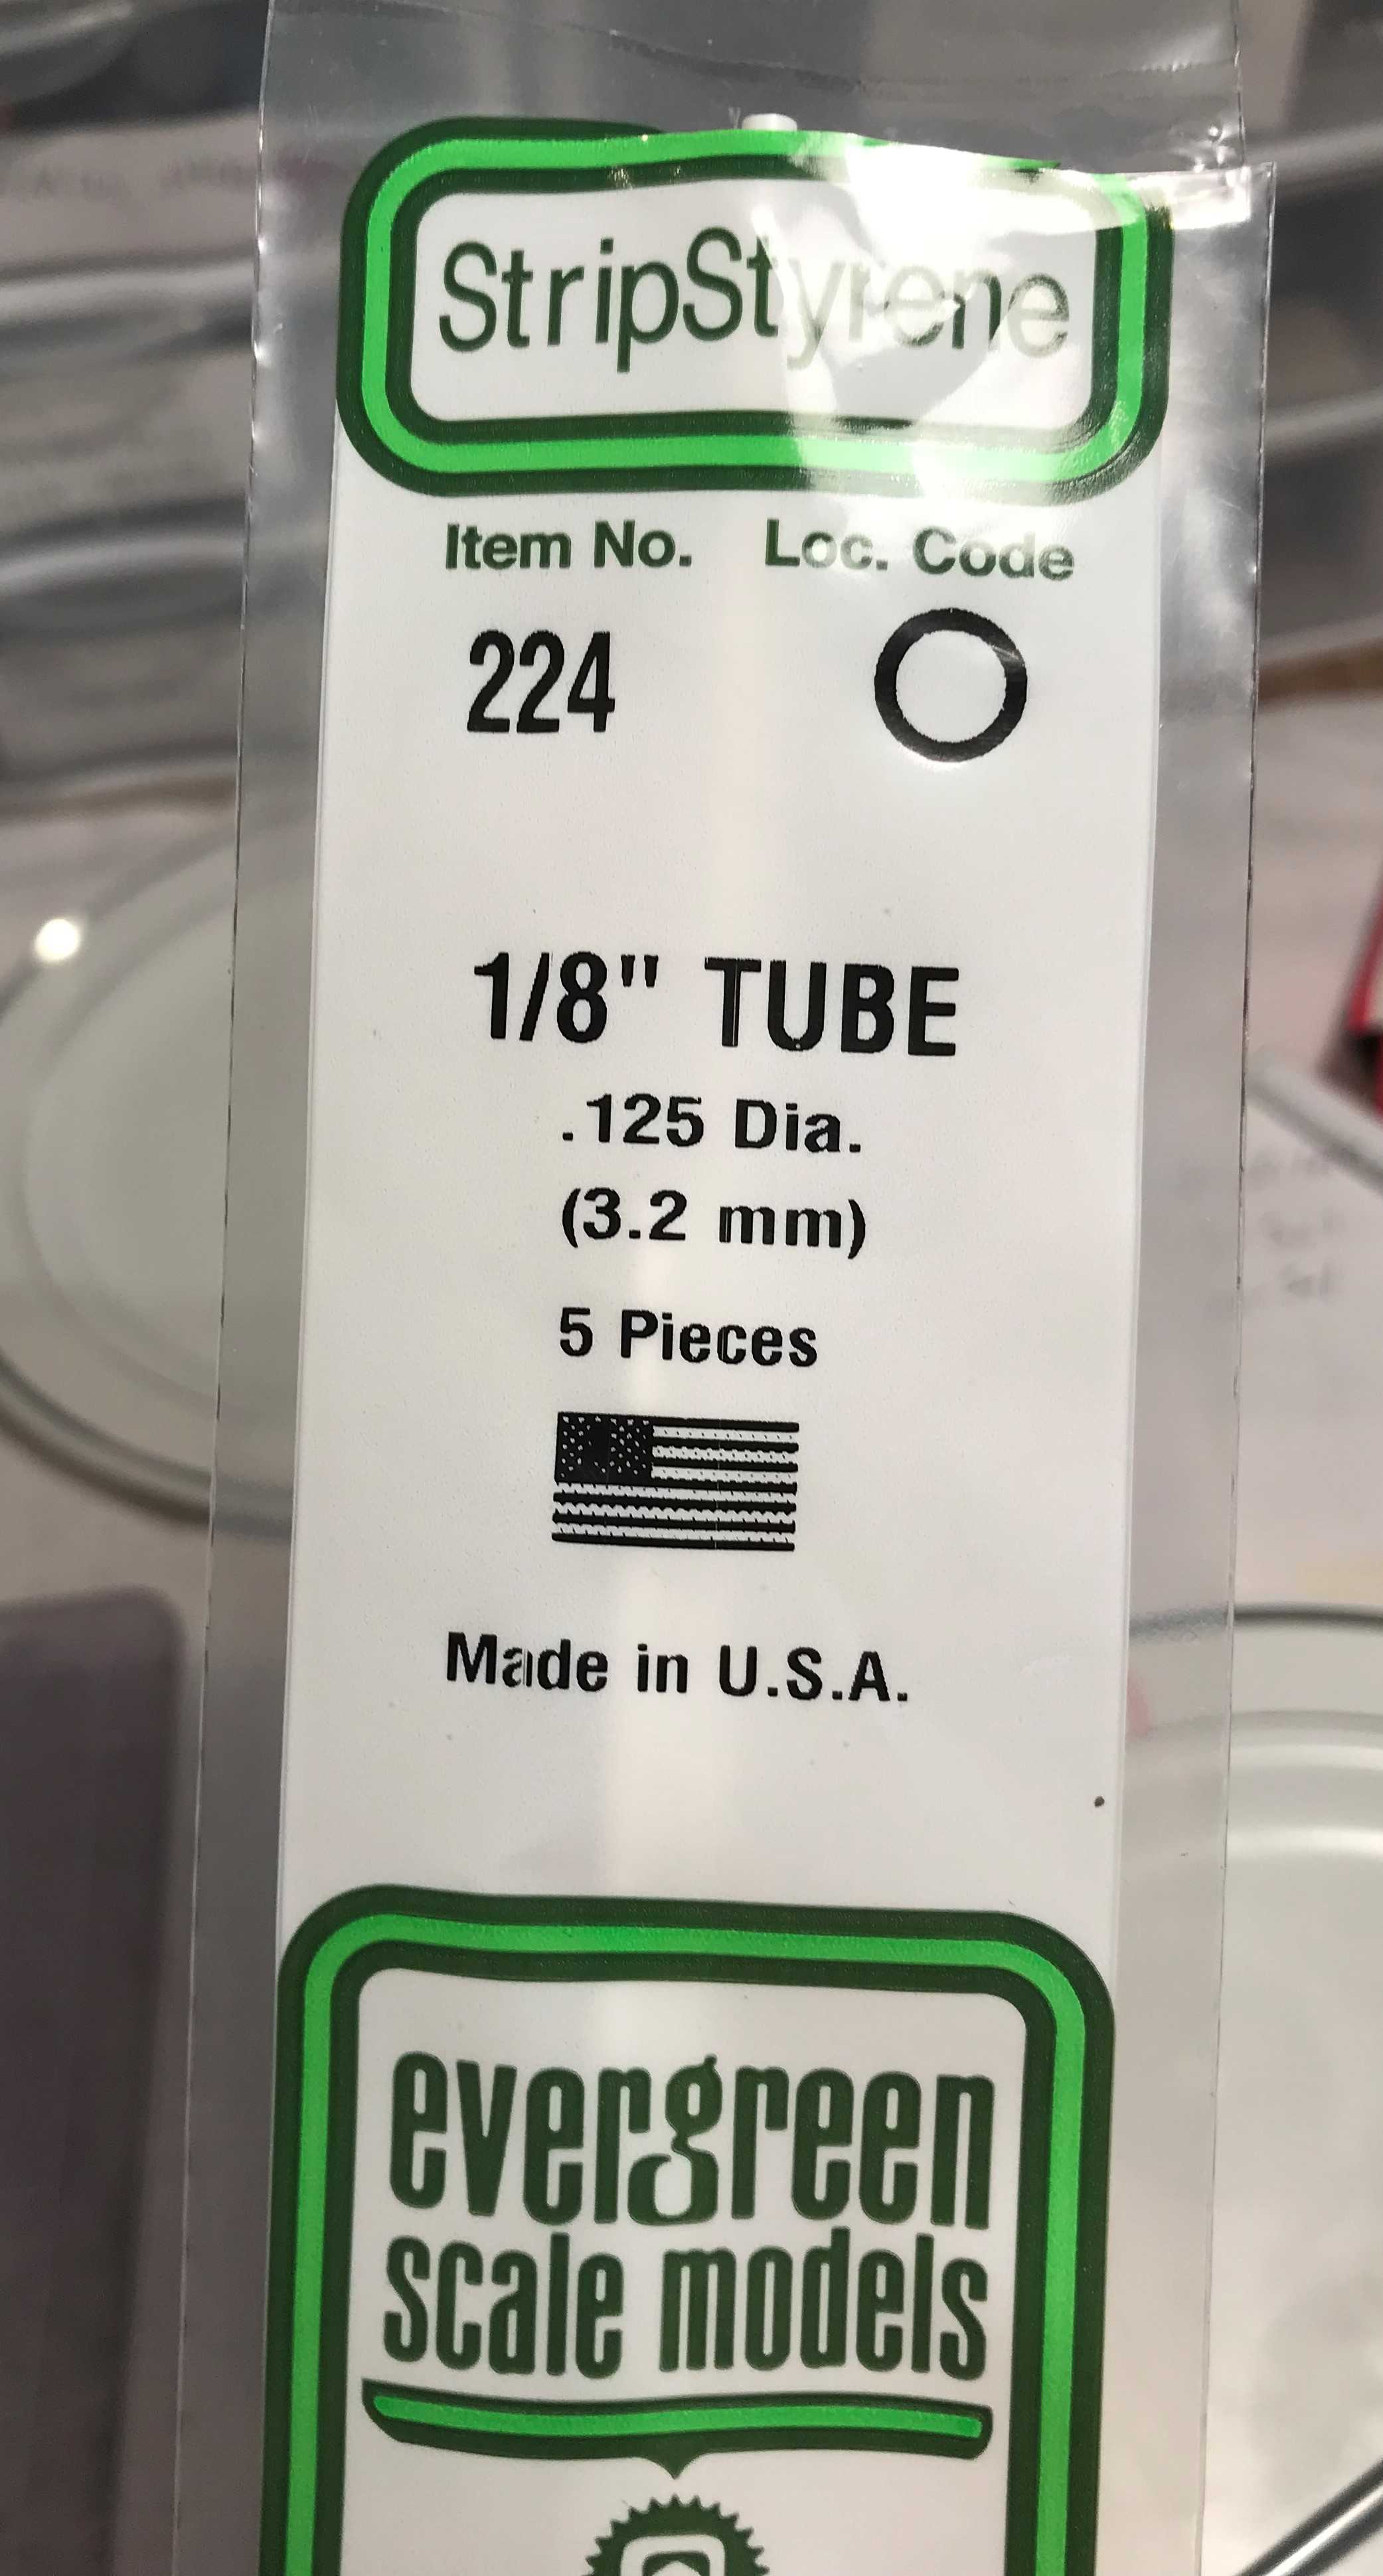 StripStyrene
Item No. Loc. Code
224
1/8" TUBE
.125 Dia.
(3.2 mm)
5 Pieces
Made in U.S.A.
evergreen
scale models